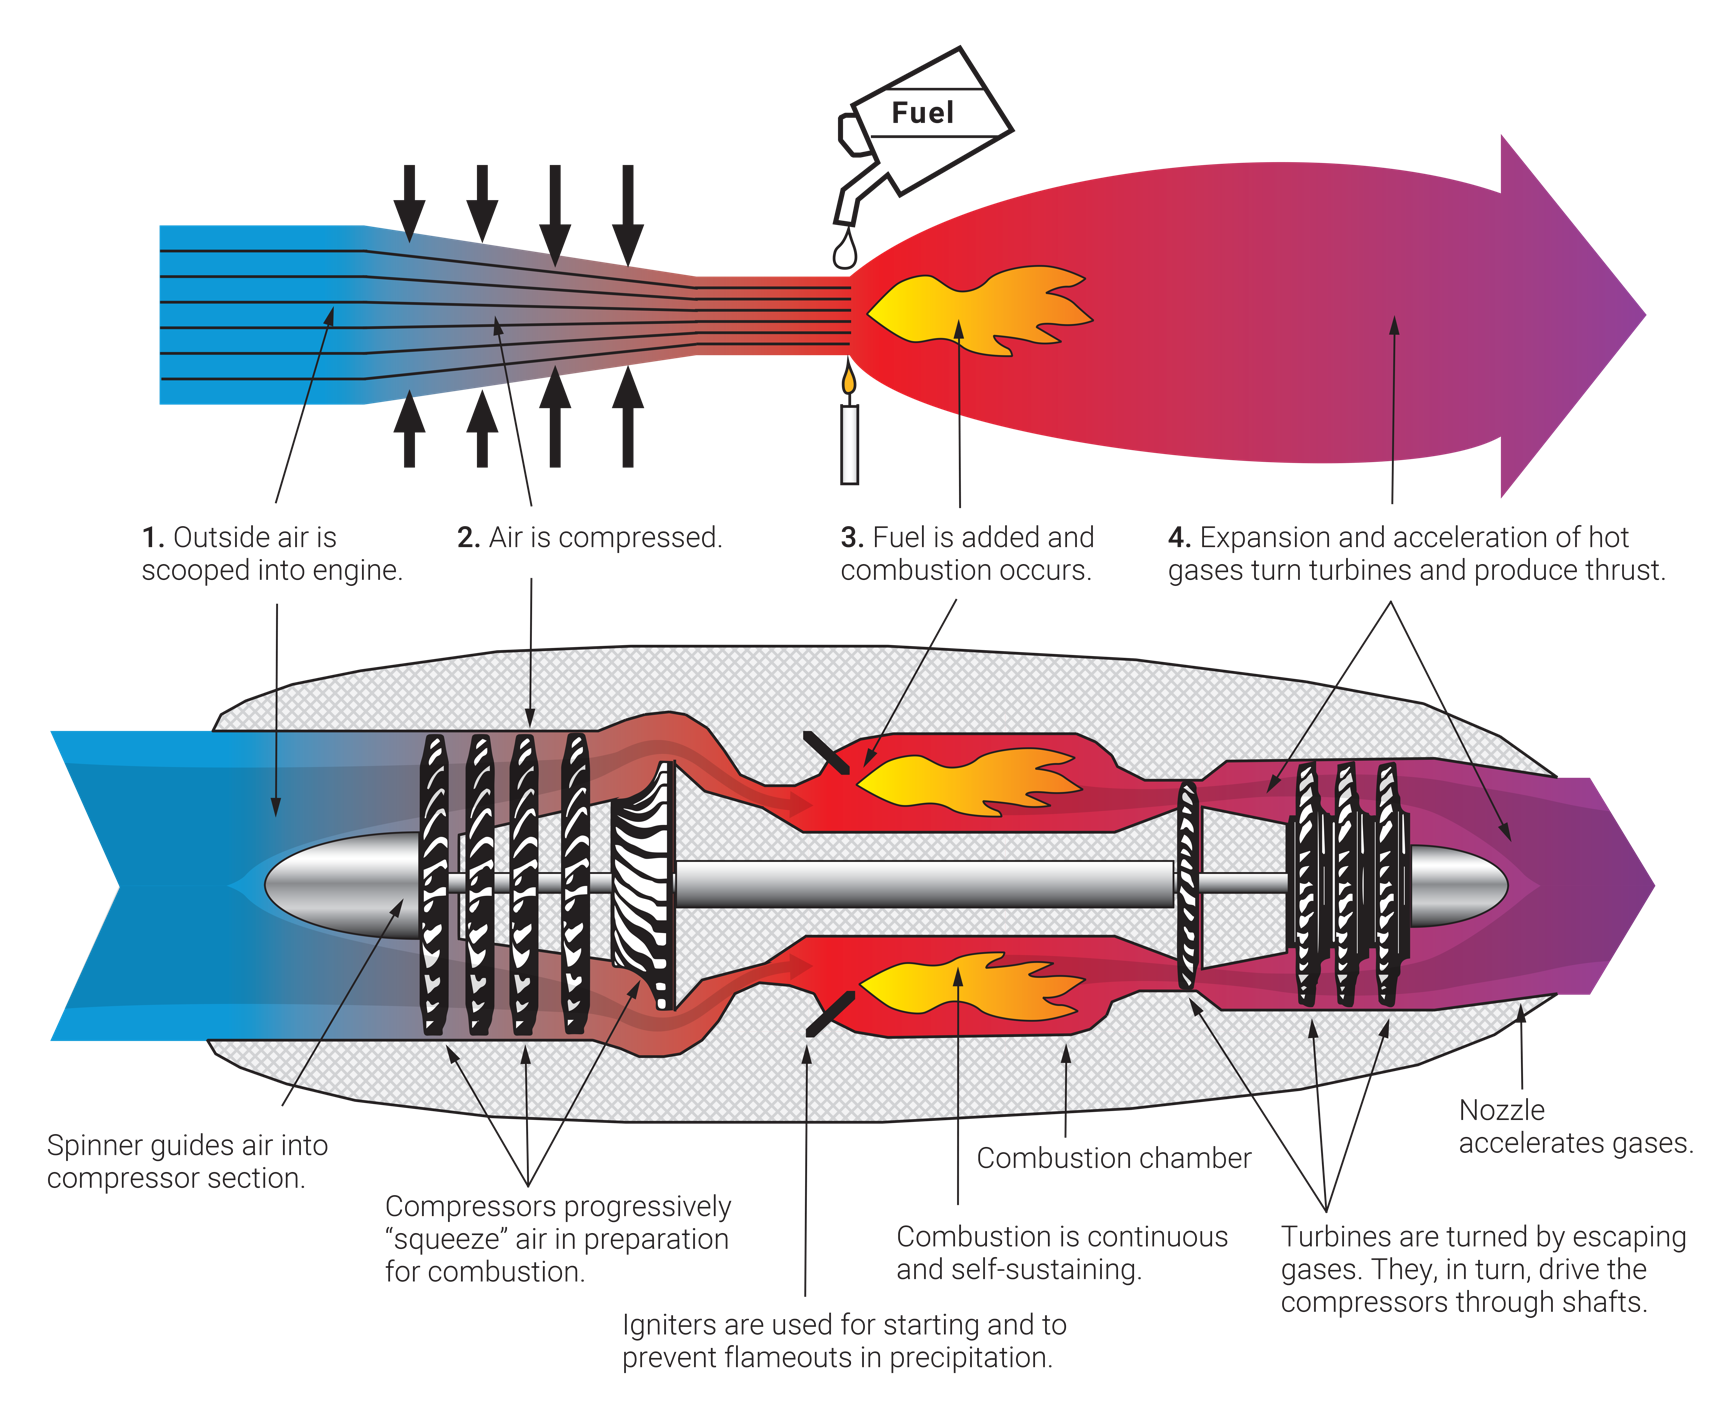 Fuel
1. Outside air is
scooped into engine.
2. Air is compressed.
3. Fuel is added and
combustion occurs.
4. Expansion and acceleration of hot
gases turn turbines and produce thrust.
Spinner guides air into
compressor section.
Compressors progressively
“squeeze” air in preparation
for combustion.
Igniters are used for starting and to
prevent flameouts in precipitation.
Combustion is continuous
and self-sustaining.
Combustion chamber
Turbines are turned by escaping
gases. They, in turn, drive the
compressors through shafts.
Nozzle
accelerates gases.